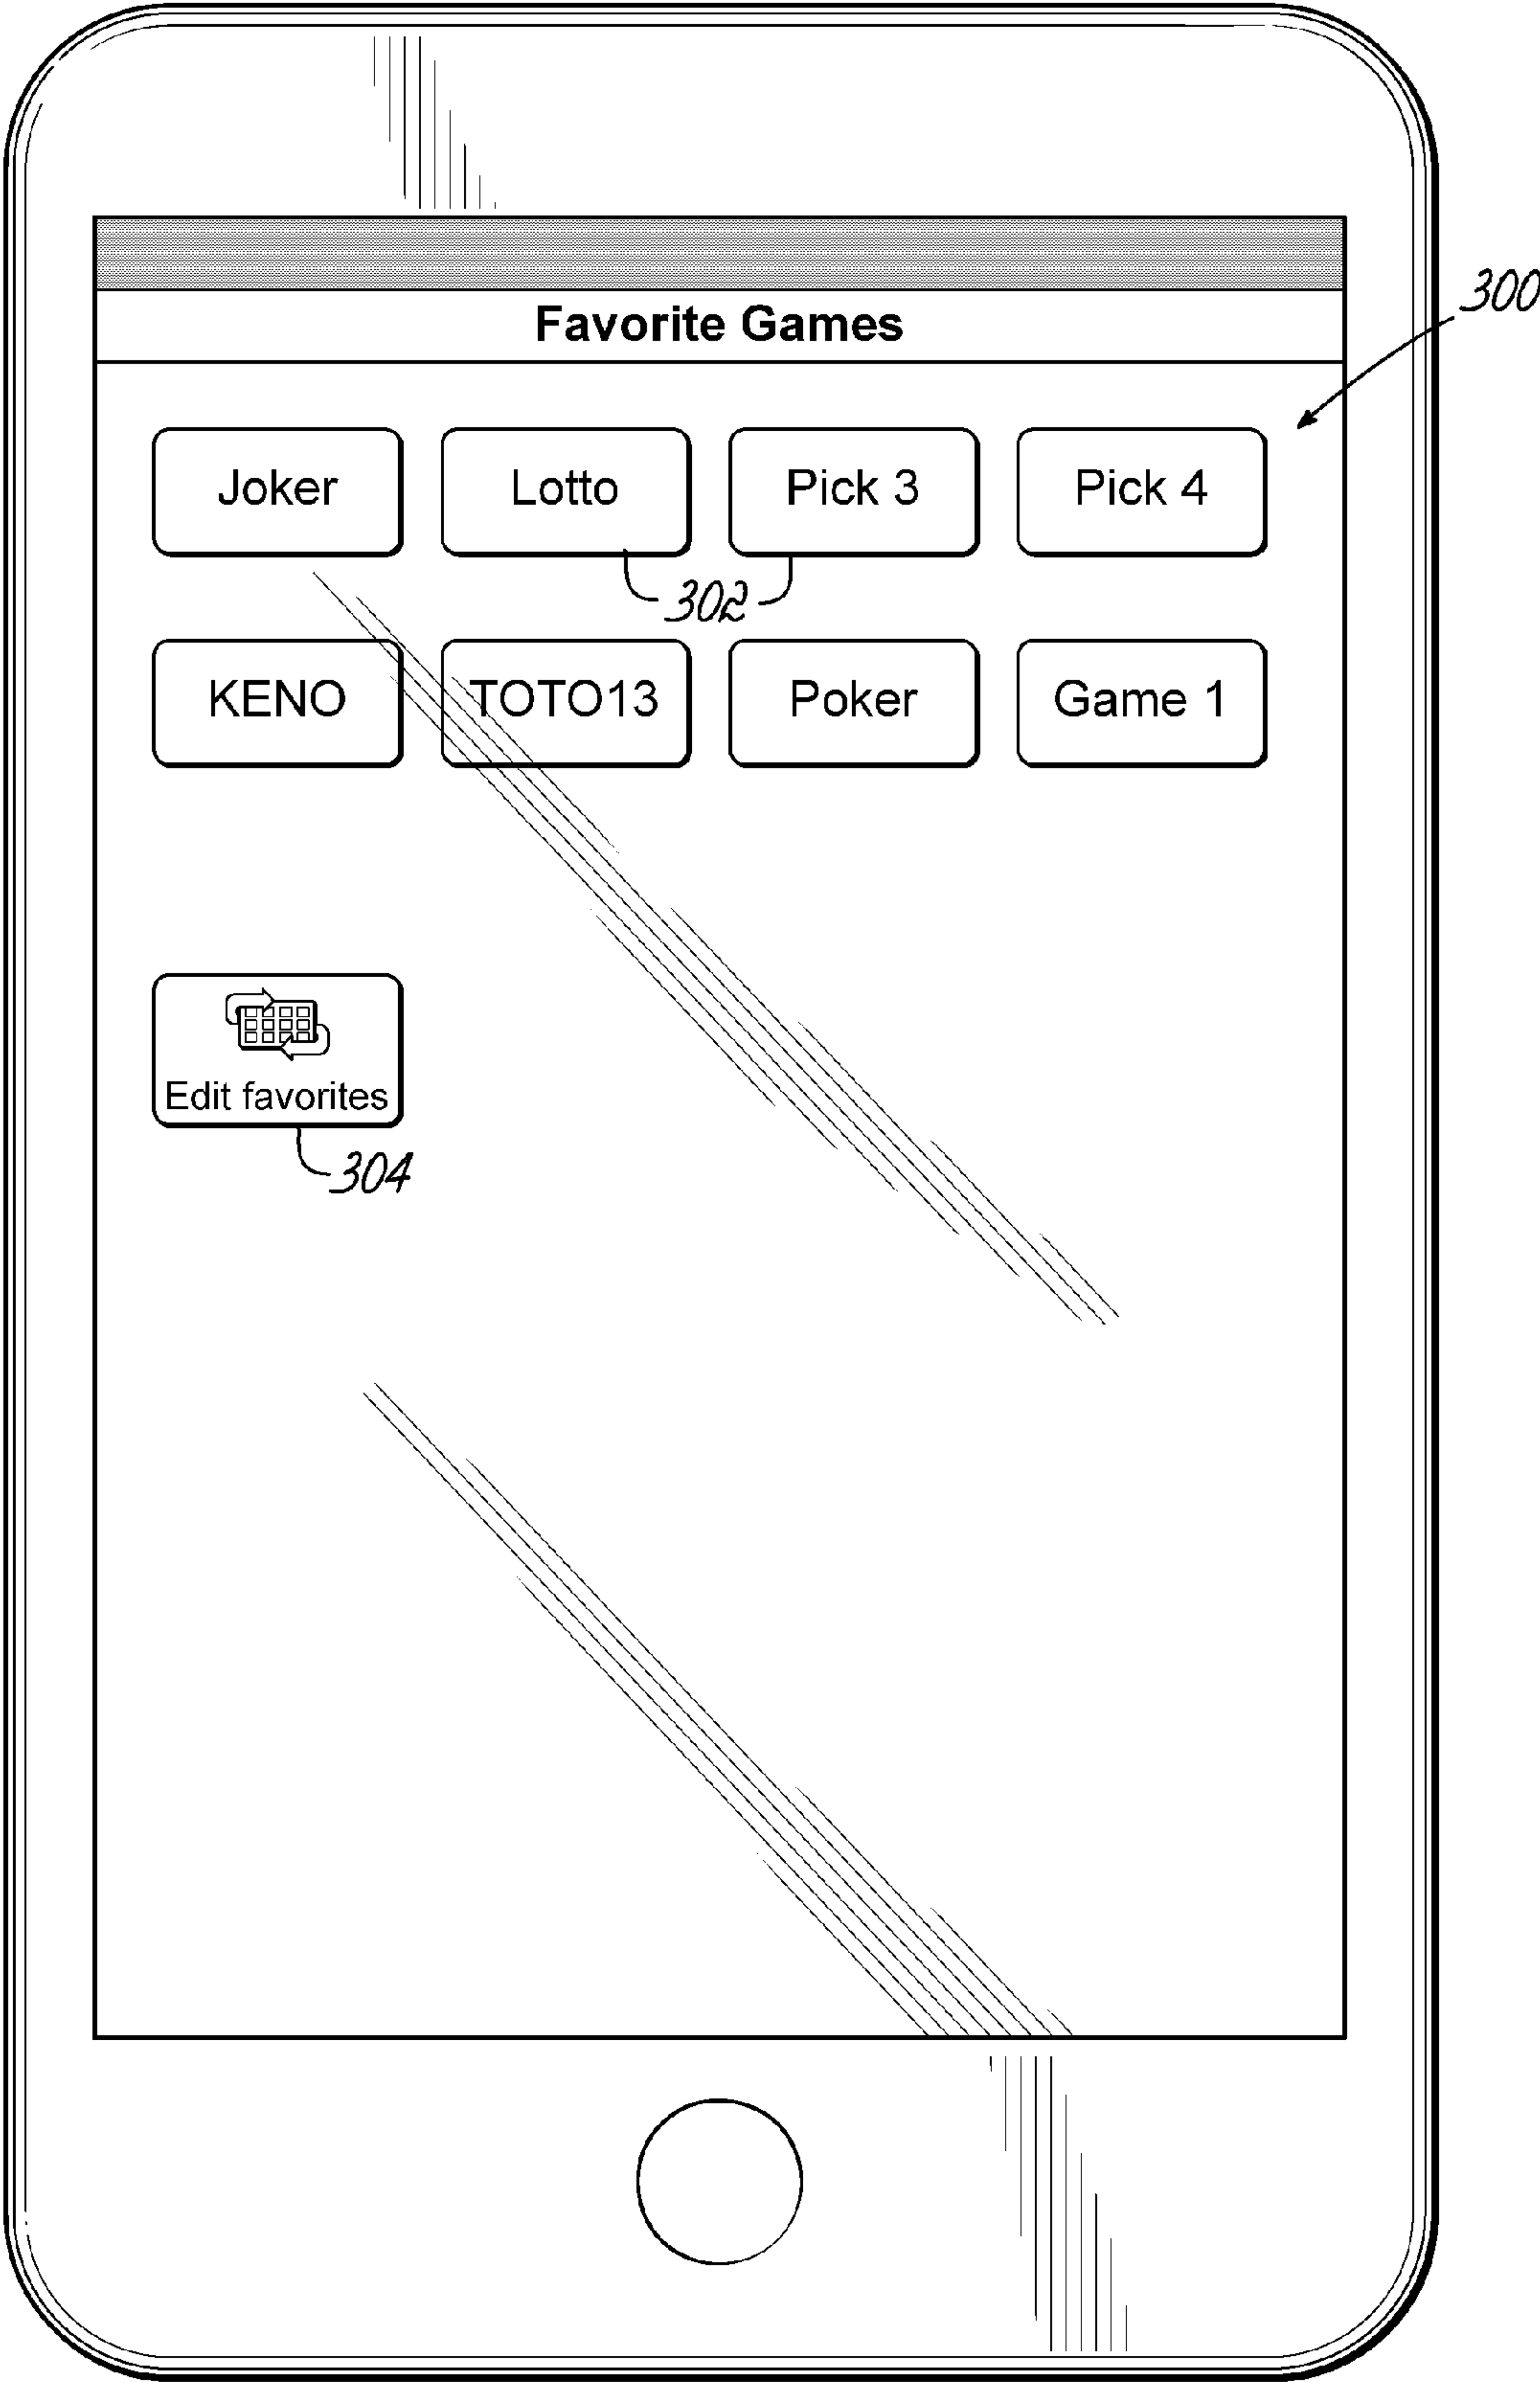 300
Favorite Games
Joker Lotto Pick 3 Pick 4
302
KENO TOTO13 Poker Game 1
Edit favorites
304